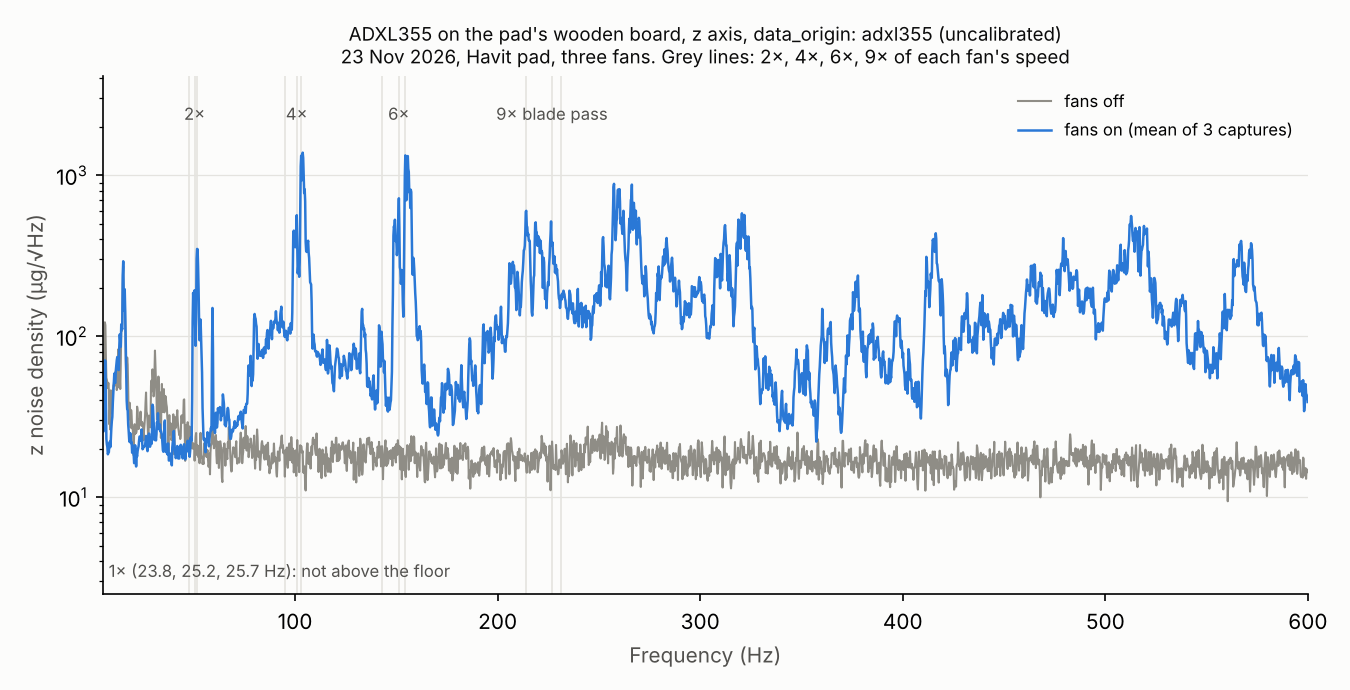 ADXL355 on the pad's wooden board, z axis, data_origin: adxl355 (uncalibrated)
23 Nov 2026, Havit pad, three fans. Grey lines: 2×, 4×, 6×, 9× of each fan's speed
fans off
fans on (mean of 3 captures)
2×
4×
6×
9× blade pass
10³
10²
10¹
z noise density (µg/√Hz)
1× (23.8, 25.2, 25.7 Hz): not above the floor
100
200
300
400
500
600
Frequency (Hz)